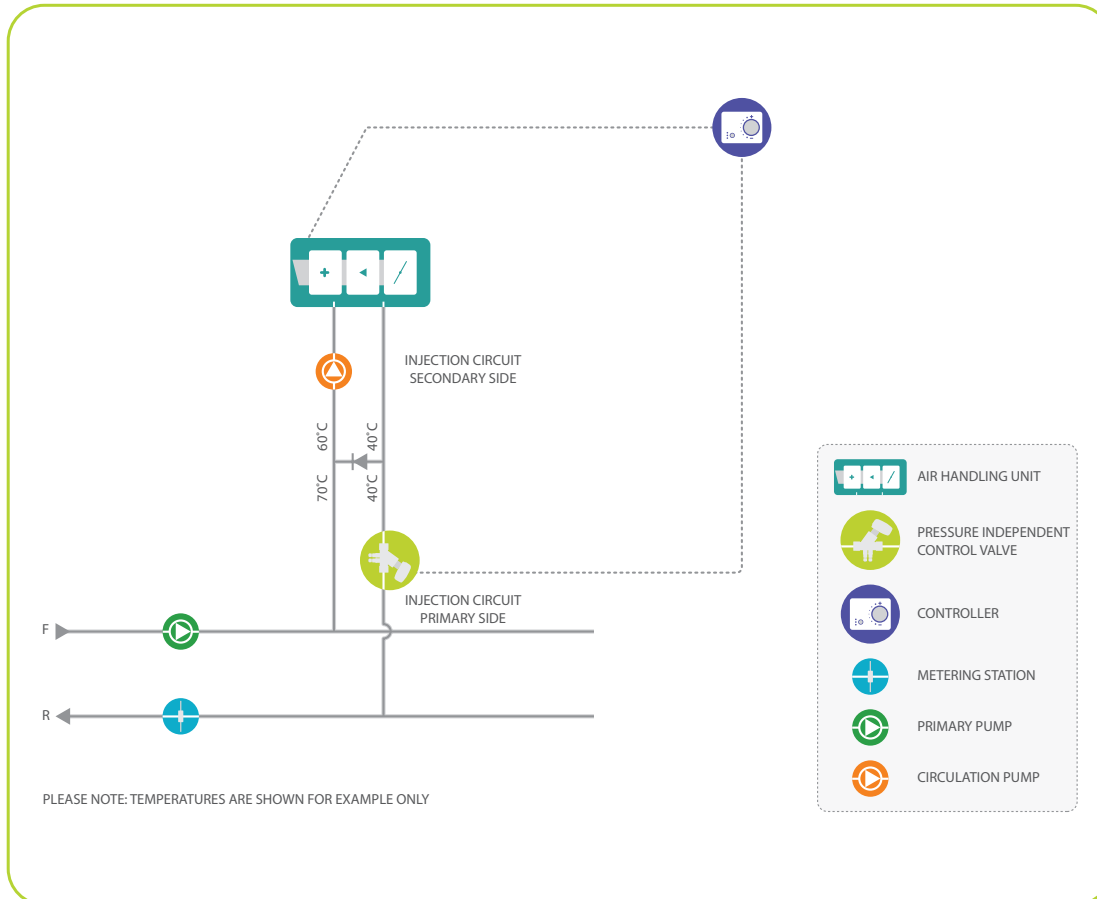 INJECTION CIRCUIT
SECONDARY SIDE
60°C
40°C
70°C
40°C
INJECTION CIRCUIT
PRIMARY SIDE
F
R
PLEASE NOTE: TEMPERATURES ARE SHOWN FOR EXAMPLE ONLY
AIR HANDLING UNIT
PRESSURE INDEPENDENT
CONTROL VALVE
CONTROLLER
METERING STATION
PRIMARY PUMP
CIRCULATION PUMP